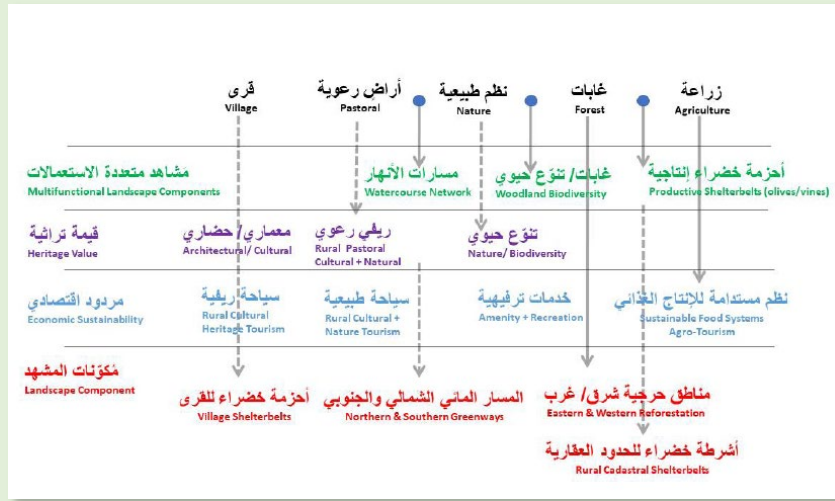 قرى
Village
أراضٍ رعوية
Pastoral
نظم طبيعية
Nature
غابات
Forest
زراعة
Agriculture
مَشاهد متعددة الاستعمالات
Multifunctional Landscape Components
مسارات الأنهار
Watercourse Network
غابات/ تنوّع حيوي
Woodland Biodiversity
أحزمة خضراء إنتاجية
Productive Shelterbelts (olives/vines)
قيمة تراثية
Heritage Value
معماري/ حضاري
Architectural/ Cultural
ريفي رعوي
Rural Pastoral
Cultural + Natural
تنوّع حيوي
Nature/ Biodiversity
مردود اقتصادي
Economic Sustainability
سياحة ريفية
Rural Cultural
Heritage Tourism
سياحة طبيعية
Rural Cultural +
Nature Tourism
خدمات ترفيهية
Amenity + Recreation
نظم مستدامة للإنتاج الغذائي
Sustainable Food Systems
Agro-Tourism
مُكوّنات المشهد
Landscape Component
أحزمة خضراء للقرى
Village Shelterbelts
المسار المائي الشمالي والجنوبي
Northern & Southern Greenways
مناطق حرجية شرق/ غرب
Eastern & Western Reforestation
أشرطة خضراء للحدود العقارية
Rural Cadastral Shelterbelts